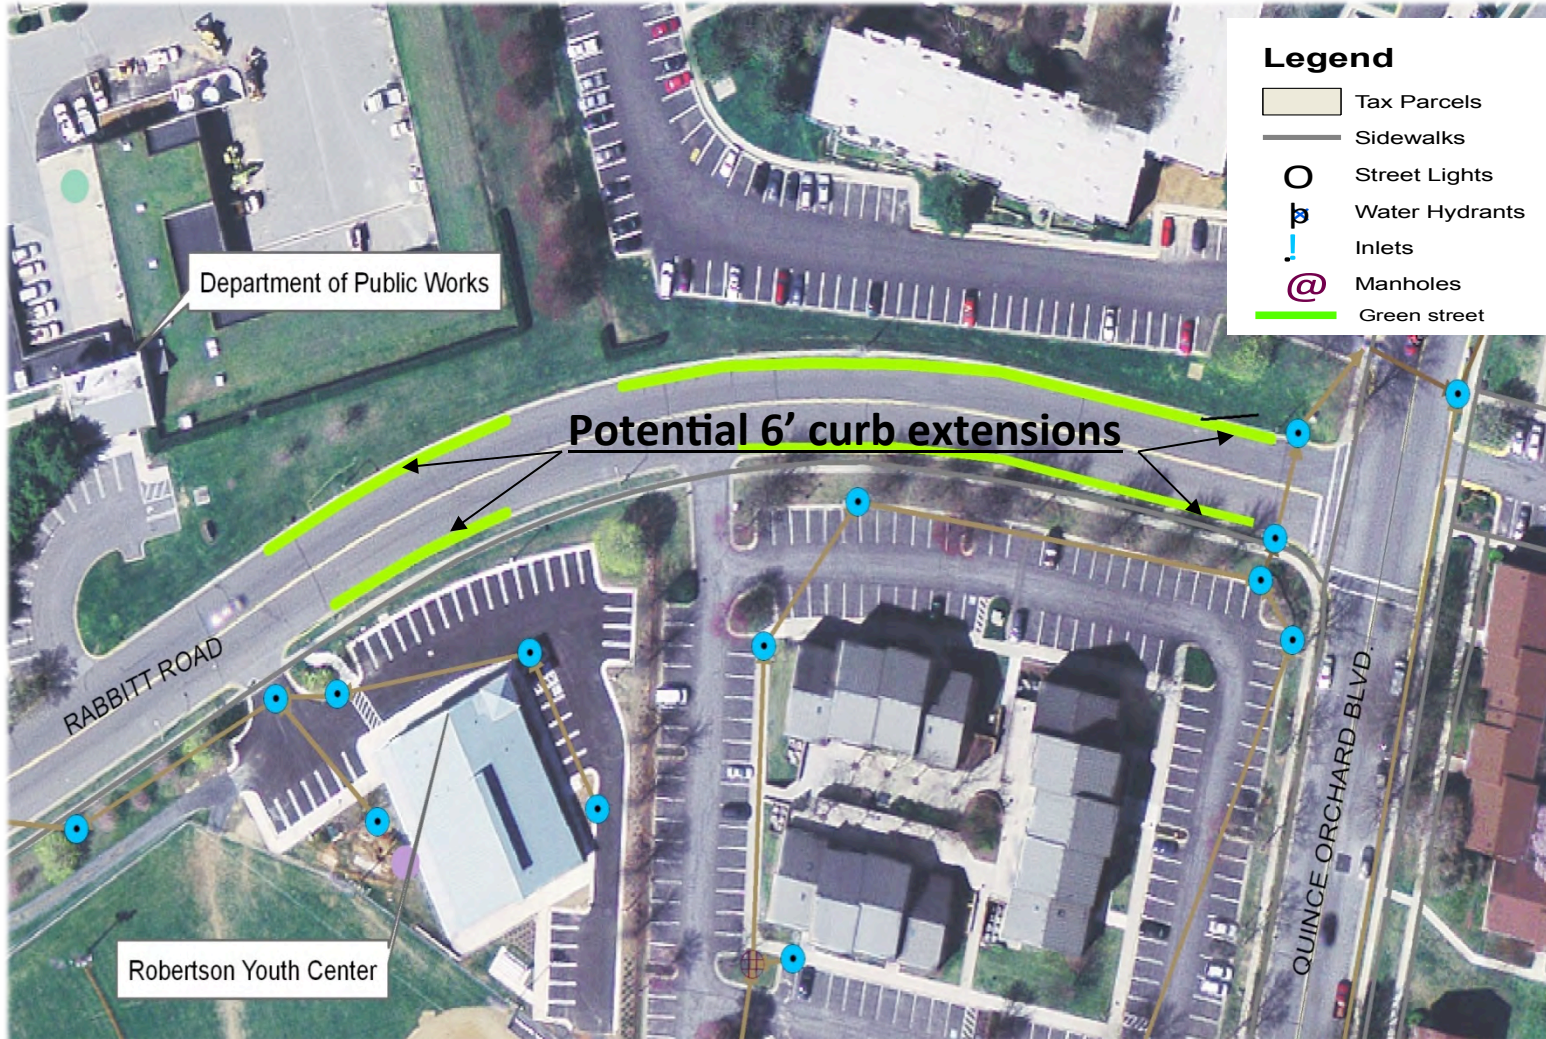 Legend
Tax Parcels
Sidewalks
O Street Lights
Water Hydrants
Inlets
@ Manholes
Green street
Department of Public Works
Potential 6’ curb extensions
RABBITT ROAD
QUINCE ORCHARD BLVD.
Robertson Youth Center